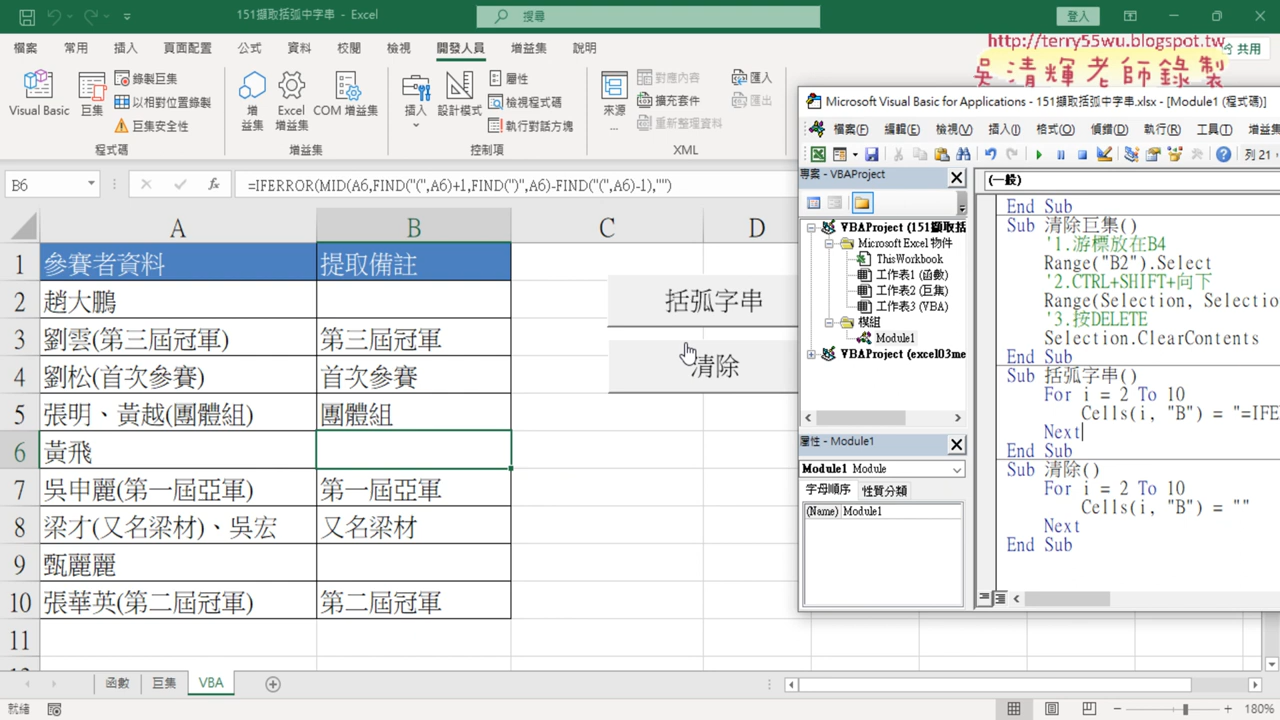 151擷取括弧中字串 - Excel
搜尋
登入
檔案 常用 插入 頁面配置 公式 資料 校閱 檢視 開發人員 增益集 說明
共用
http://terry55wu.blogspot.tw
吳清輝老師錄製
Visual Basic
巨集
錄製巨集
以相對位置錄製
巨集安全性
程式碼
增益集
Excel 增益集
COM 增益集
增益集
插入
設計模式
屬性
檢視程式碼
執行對話方塊
控制項
來源
對應內容
擴充套件
重新整理資料
匯入
匯出
XML
B6
=IFERROR(MID(A6,FIND("(",A6)+1,FIND(")",A6)-FIND("(",A6)-1),"")
A B C D
1 參賽者資料 提取備註
2 趙大鵬
3 劉雲(第三屆冠軍) 第三屆冠軍
4 劉松(首次參賽) 首次參賽
5 張明、黃越(團體組) 團體組
6 黃飛
7 吳申麗(第一屆亞軍) 第一屆亞軍
8 梁才(又名梁材)、吳宏 又名梁材
9 甄麗麗
10 張華英(第二屆冠軍) 第二屆冠軍
11
括弧字串
清除
Microsoft Visual Basic for Applications - 151擷取括弧中字串.xlsx - [Module1 (程式碼)]
檔案(F) 編輯(E) 檢視(V) 插入(I) 格式(O) 偵錯(D) 執行(R) 工具(T) 增益集
列 21
專案 - VBAProject
VBAProject (151擷取括
Microsoft Excel 物件
ThisWorkbook
工作表1 (函數)
工作表2 (巨集)
工作表3 (VBA)
模組
Module1
VBAProject (excel03me
屬性 - Module1
Module1 Module
字母順序 性質分類
(Name) Module1
(一般)
End Sub
Sub 清除巨集()
'1.游標放在B4
Range("B2").Select
'2.CTRL+SHIFT+向下
Range(Selection, Selectio
'3.按DELETE
Selection.ClearContents
End Sub
Sub 括弧字串()
For i = 2 To 10
Cells(i, "B") = "=IFE
Next
End Sub
Sub 清除()
For i = 2 To 10
Cells(i, "B") = ""
Next
End Sub
函數 巨集 VBA
就緒
180%